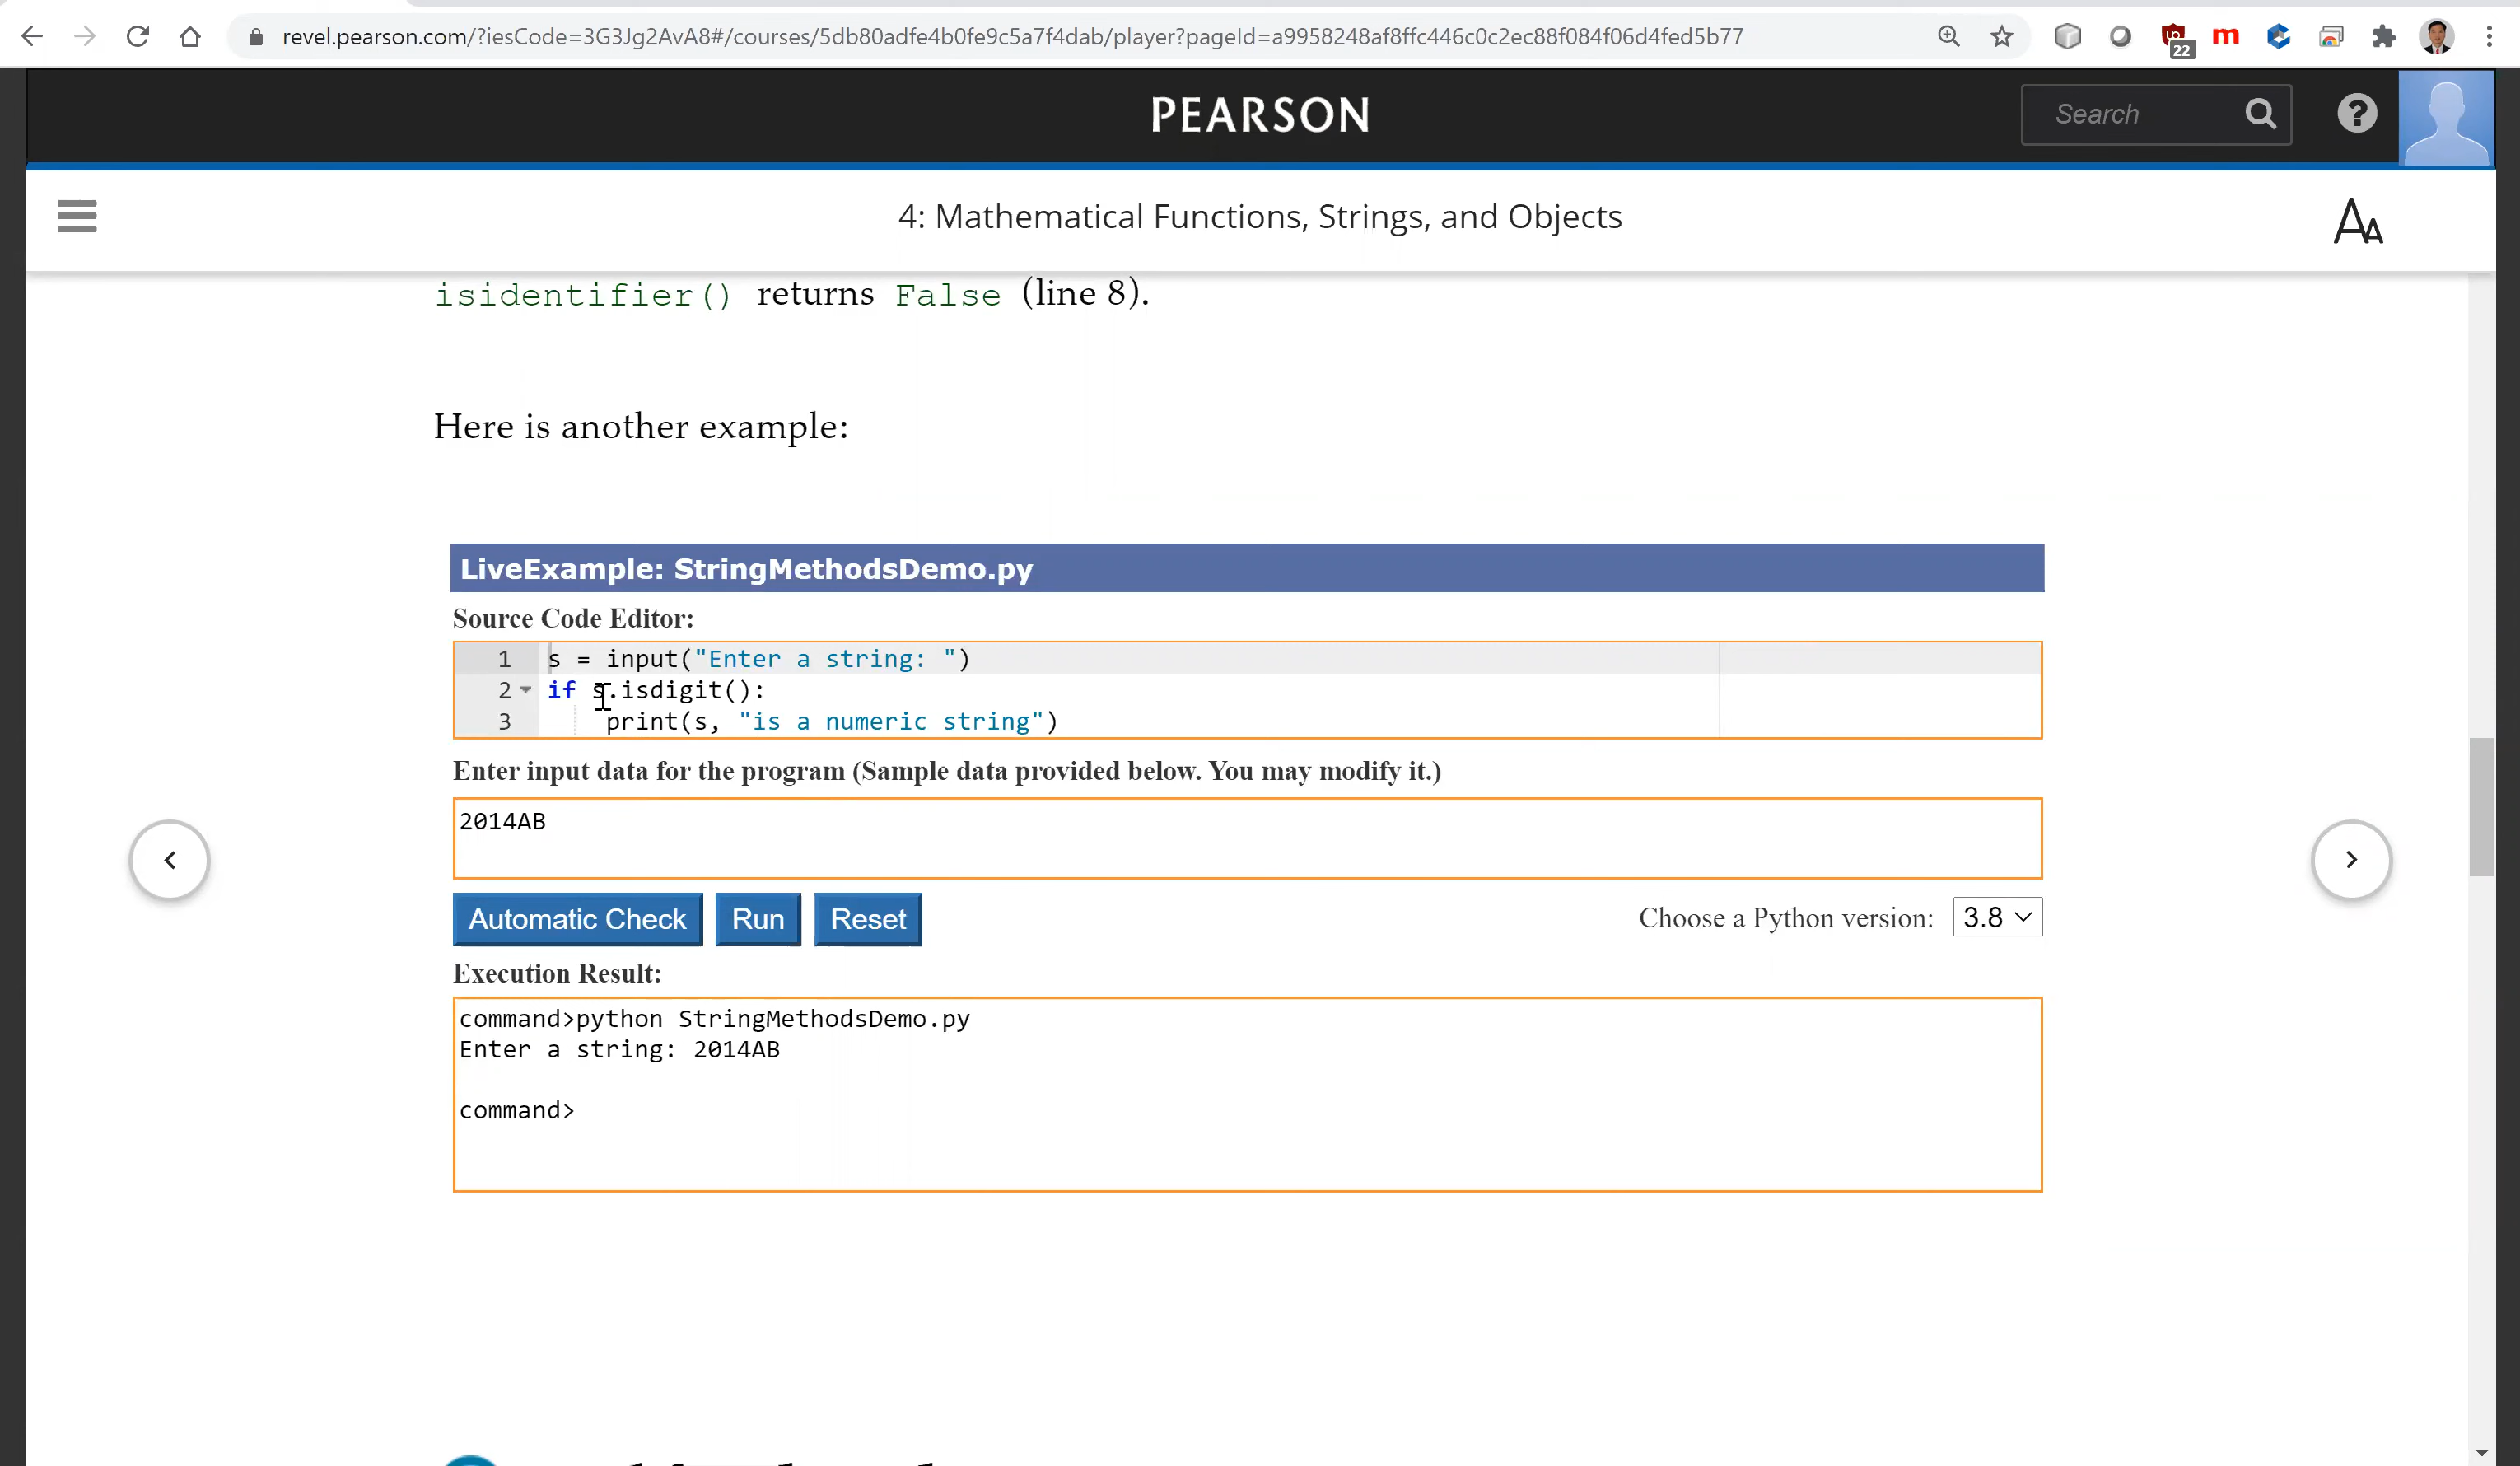 revel.pearson.com/?iesCode=3G3Jg2AvA8#/courses/5db80adfe4b0fe9c5a7f4dab/player?pageId=a9958248af8ffc446c0c2ec88f084f06d4fed5b77
22
PEARSON
Search
4: Mathematical Functions, Strings, and Objects
isidentifier() returns False (line 8).
Here is another example:
LiveExample: StringMethodsDemo.py
Source Code Editor:
1 s = input("Enter a string: ")
2 if s.isdigit():
3 print(s, "is a numeric string")
Enter input data for the program (Sample data provided below. You may modify it.)
2014AB
Automatic Check Run Reset Choose a Python version: 3.8
Execution Result:
command>python StringMethodsDemo.py
Enter a string: 2014AB
command>